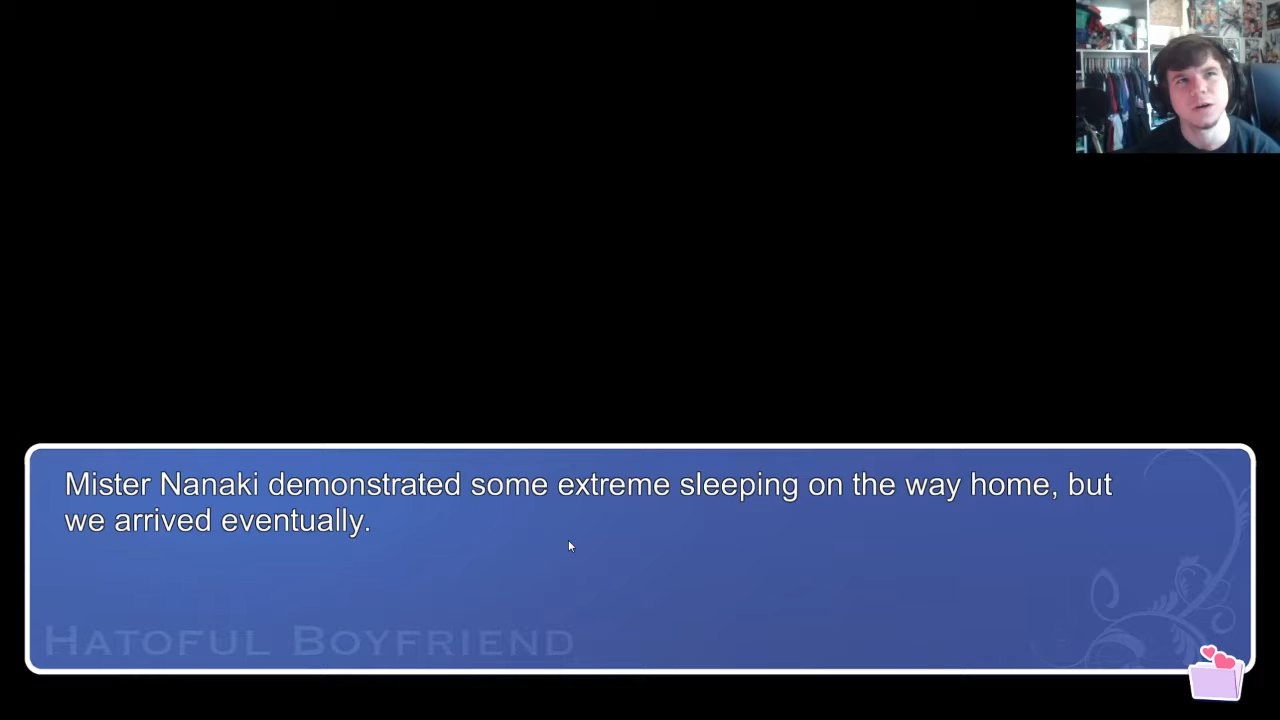 Mister Nanaki demonstrated some extreme sleeping on the way home, but
we arrived eventually.
HATOFUL BOYFRIEND